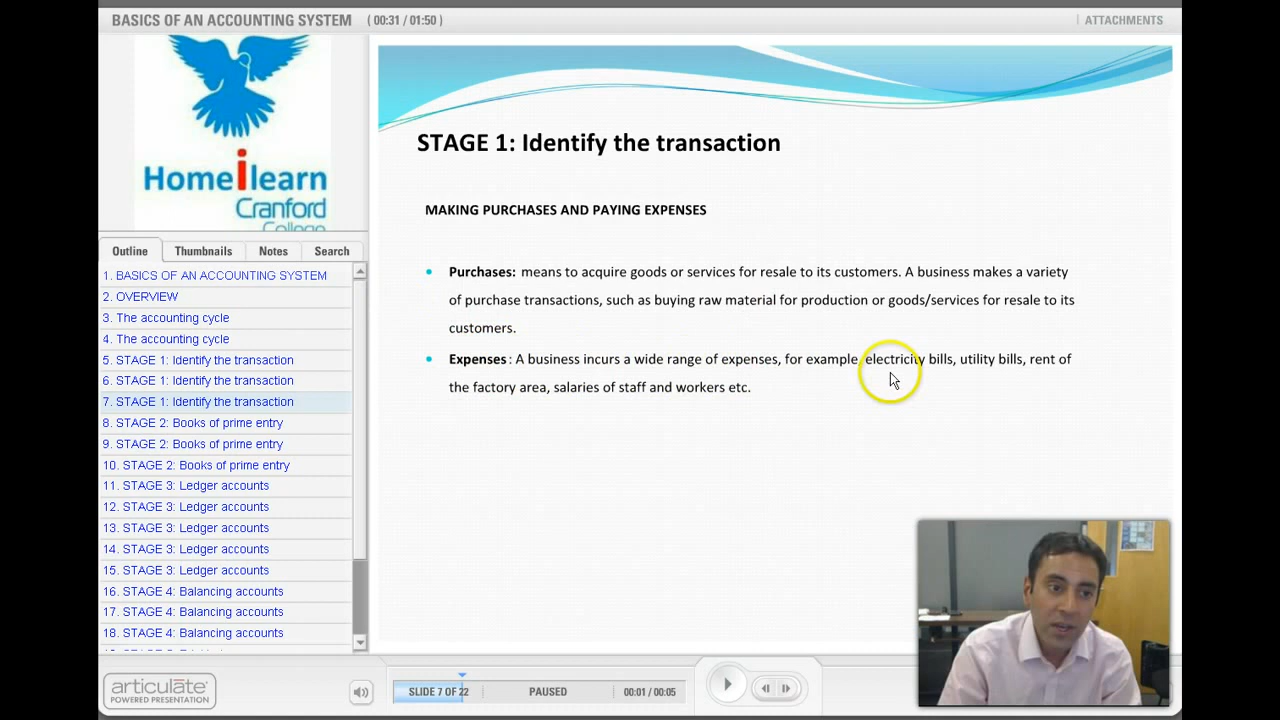 BASICS OF AN ACCOUNTING SYSTEM ( 00:31 / 01:50 )
ATTACHMENTS
Homeilearn
Cranford
College
Outline Thumbnails Notes Search
1. BASICS OF AN ACCOUNTING SYSTEM
2. OVERVIEW
3. The accounting cycle
4. The accounting cycle
5. STAGE 1: Identify the transaction
6. STAGE 1: Identify the transaction
7. STAGE 1: Identify the transaction
8. STAGE 2: Books of prime entry
9. STAGE 2: Books of prime entry
10. STAGE 2: Books of prime entry
11. STAGE 3: Ledger accounts
12. STAGE 3: Ledger accounts
13. STAGE 3: Ledger accounts
14. STAGE 3: Ledger accounts
15. STAGE 3: Ledger accounts
16. STAGE 4: Balancing accounts
17. STAGE 4: Balancing accounts
18. STAGE 4: Balancing accounts
STAGE 1: Identify the transaction
MAKING PURCHASES AND PAYING EXPENSES
• Purchases: means to acquire goods or services for resale to its customers. A business makes a variety
of purchase transactions, such as buying raw material for production or goods/services for resale to its
customers.
• Expenses : A business incurs a wide range of expenses, for example, electricity bills, utility bills, rent of
the factory area, salaries of staff and workers etc.
articulate
POWERED PRESENTATION
SLIDE 7 OF 22 PAUSED 00:01 / 00:05